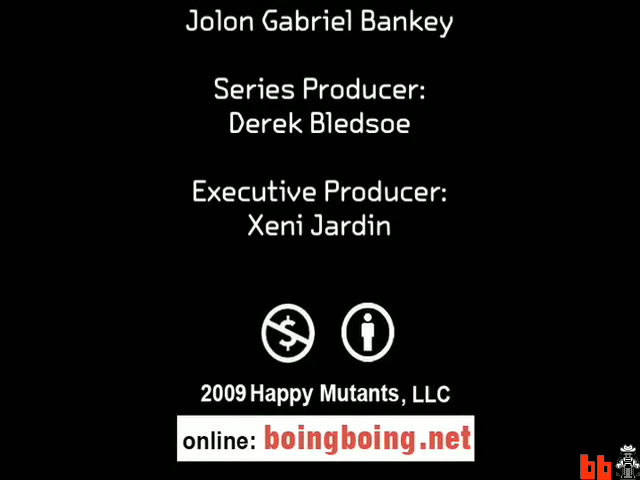 Jolon Gabriel Bankey
Series Producer:
Derek Bledsoe
Executive Producer:
Xeni Jardin
$
2009 Happy Mutants, LLC
online: boingboing.net
bb